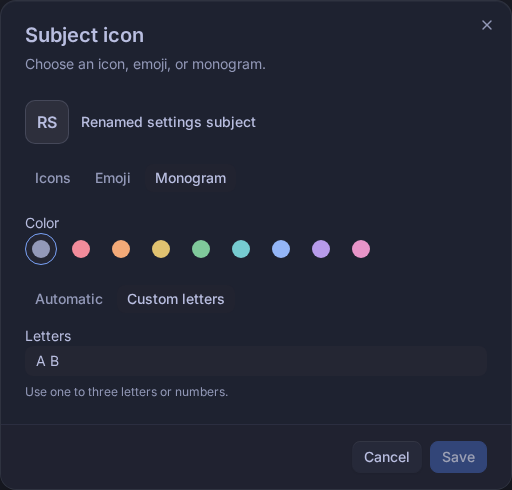 Subject icon
Choose an icon, emoji, or monogram.
RS Renamed settings subject
Icons Emoji Monogram
Color
Automatic Custom letters
Letters
A B
Use one to three letters or numbers.
Cancel Save